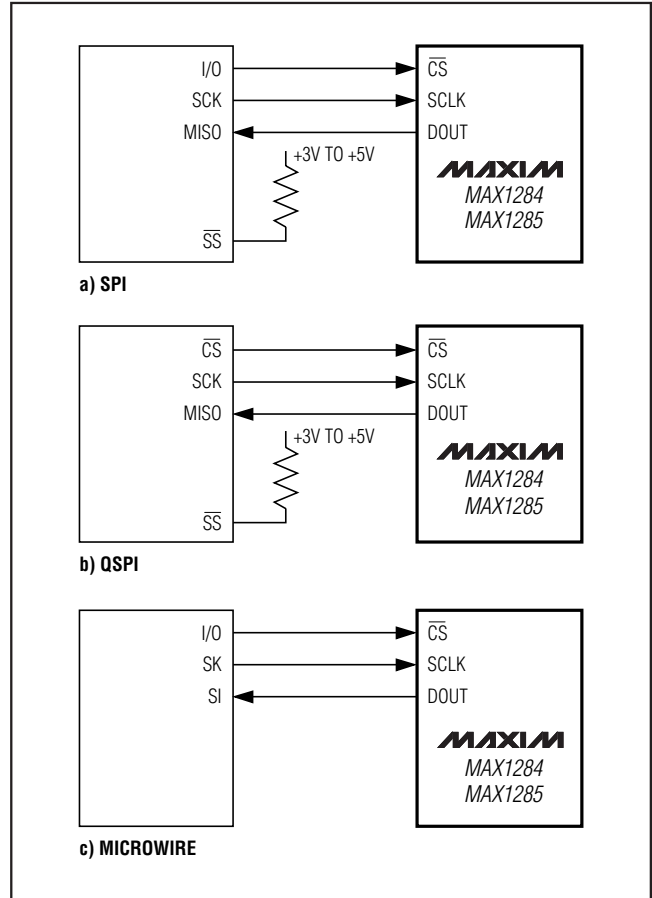 I/O
CS
SCK
SCLK
MISO
DOUT
+3V TO +5V
MAXIM
MAX1284
MAX1285
SS
a) SPI
CS
CS
SCK
SCLK
MISO
DOUT
+3V TO +5V
MAXIM
MAX1284
MAX1285
SS
b) QSPI
I/O
CS
SK
SCLK
SI
DOUT
MAXIM
MAX1284
MAX1285
c) MICROWIRE